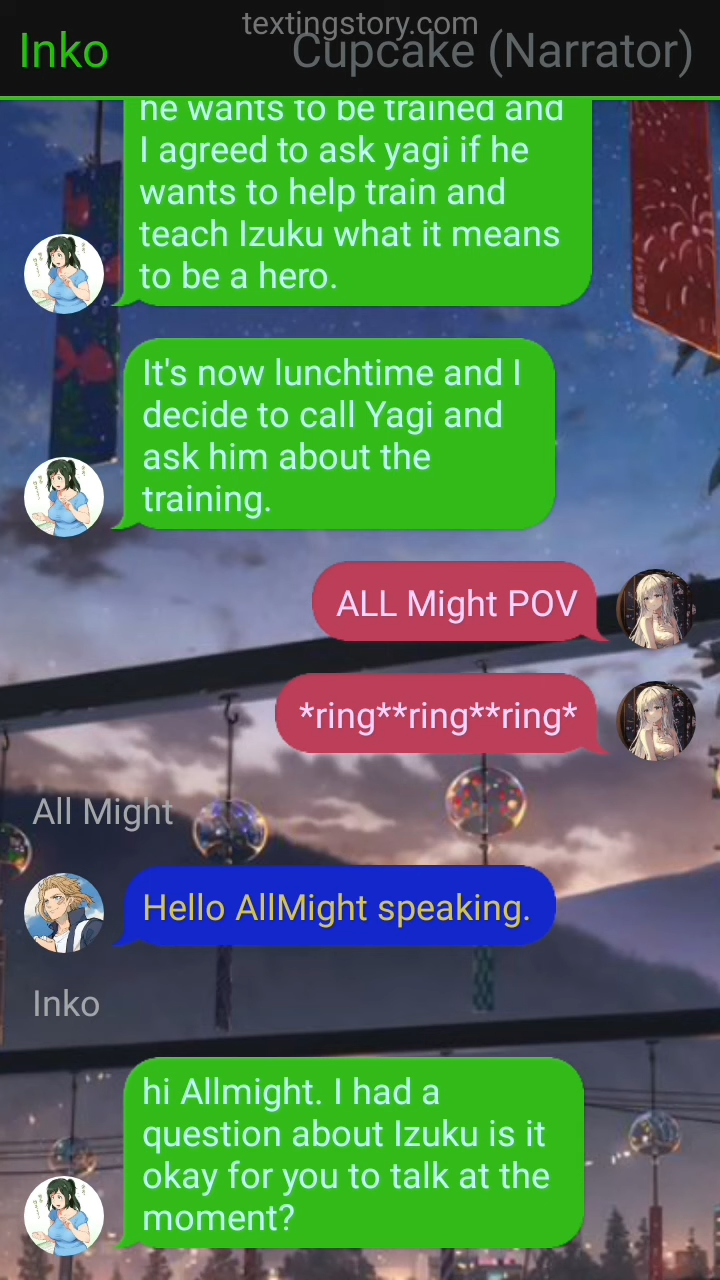 textingstory.com
Inko
Cupcake (Narrator)
he wants to be trained and
I agreed to ask yagi if he
wants to help train and
teach Izuku what it means
to be a hero.
It's now lunchtime and I
decide to call Yagi and
ask him about the
training.
ALL Might POV
*ring**ring**ring*
All Might
Hello AllMight speaking.
Inko
hi Allmight. I had a
question about Izuku is it
okay for you to talk at the
moment?